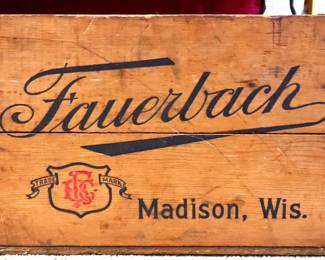 Fauerbach
TRADE MARK
Madison, Wis.